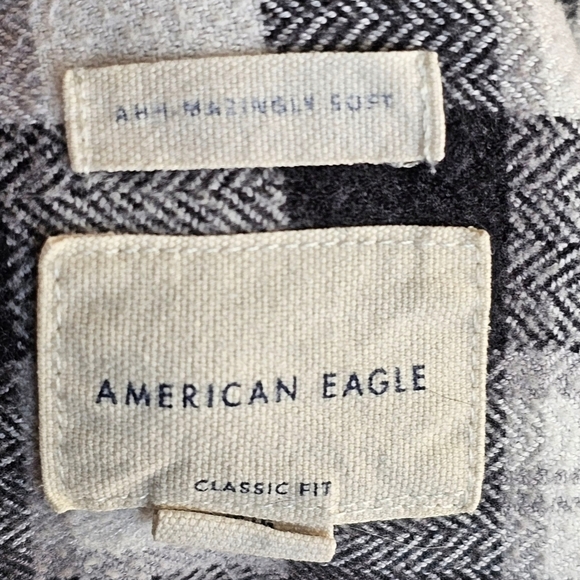 AHH-MAZINGLY SOFT
AMERICAN EAGLE
CLASSIC FIT